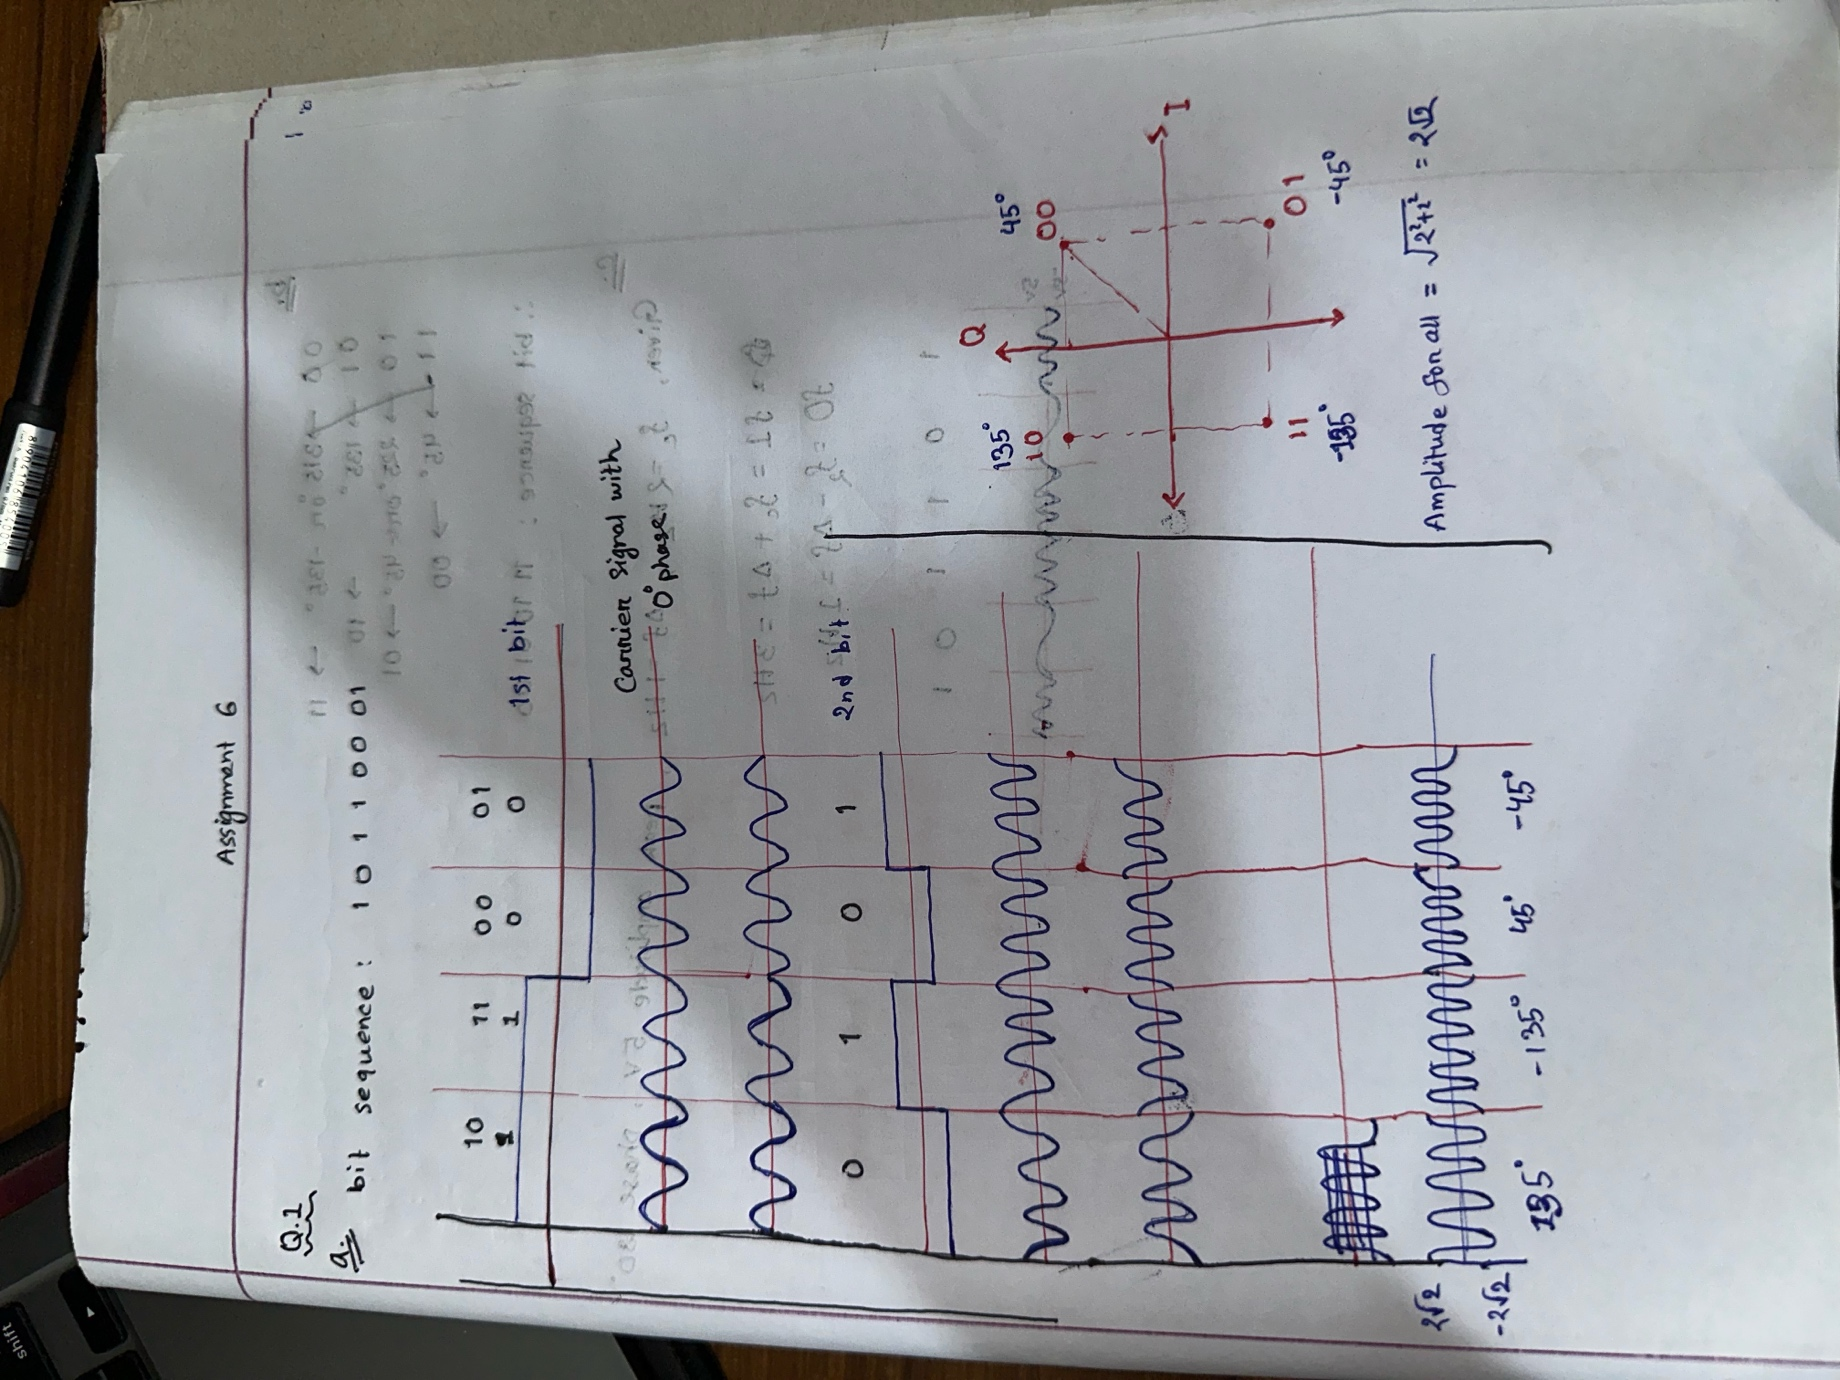 Assignment 6
Q.1
a. bit sequence: 1 0 1 1 0 0 0 1
10 11 00 01
1 1 0 0
1st bit
Carrier signal with
0° phase
2nd bit
0 1 0 1
2√2
-2√2
135° -135° 45° -45°
Q
135° 45°
10 00
I
11 01
-135° -45°
Amplitude for all = √2²+2² = 2√2
shift